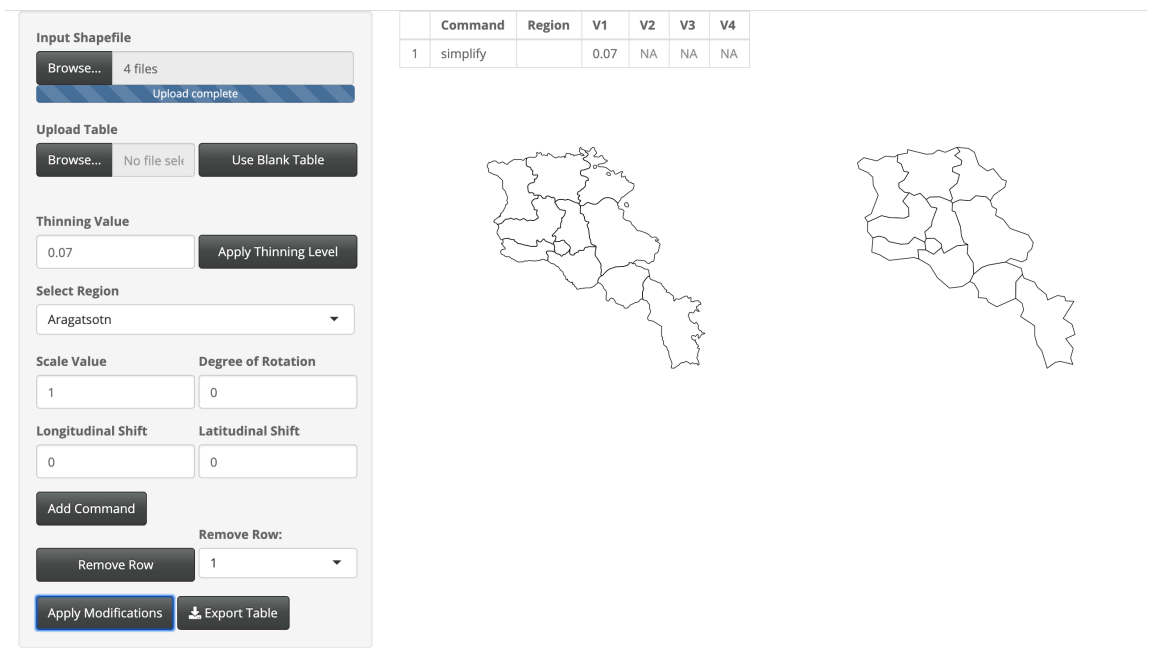 Input Shapefile
Browse... 4 files
Upload complete
Upload Table
Browse... No file sele Use Blank Table
Thinning Value
0.07 Apply Thinning Level
Select Region
Aragatsotn
Scale Value Degree of Rotation
1 0
Longitudinal Shift Latitudinal Shift
0 0
Add Command
Remove Row:
Remove Row 1
Apply Modifications Export Table
Command Region V1 V2 V3 V4
1 simplify 0.07 NA NA NA